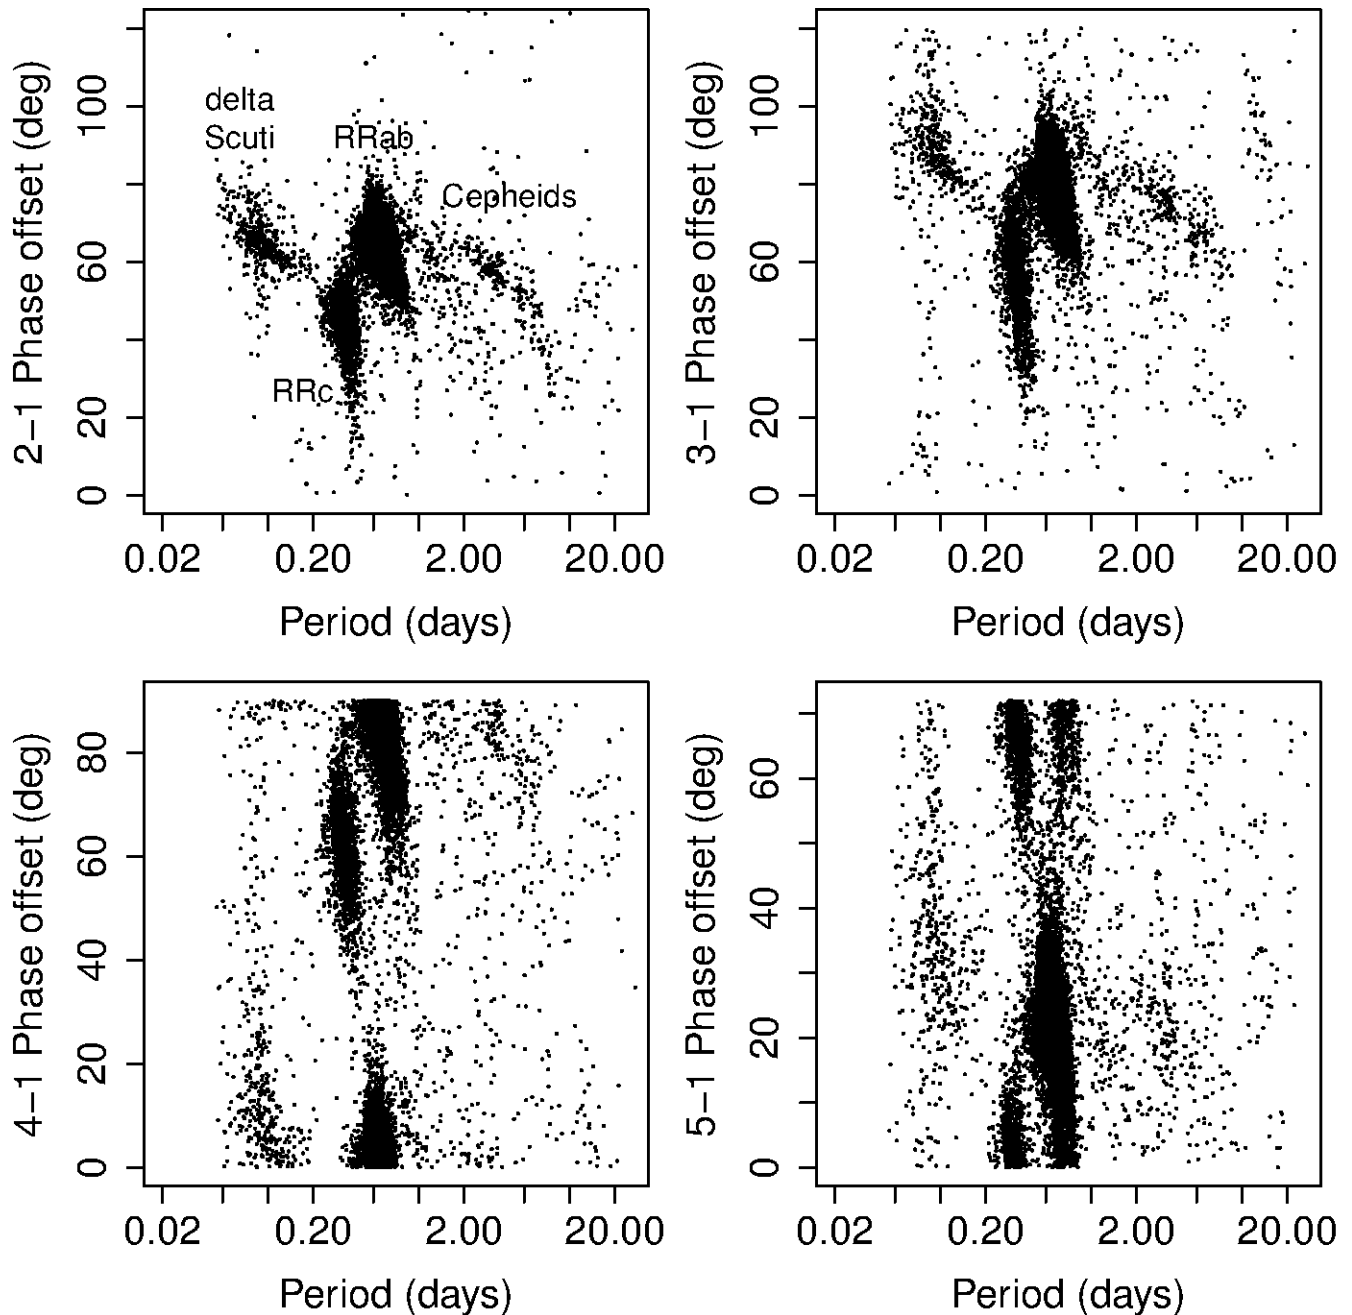 2−1 Phase offset (deg)
100
60
20
0
delta
Scuti
RRab
Cepheids
RRc
0.02 0.20 2.00 20.00
Period (days)
3−1 Phase offset (deg)
100
60
20
0
0.02 0.20 2.00 20.00
Period (days)
4−1 Phase offset (deg)
80
60
40
20
0
0.02 0.20 2.00 20.00
Period (days)
5−1 Phase offset (deg)
60
40
20
0
0.02 0.20 2.00 20.00
Period (days)